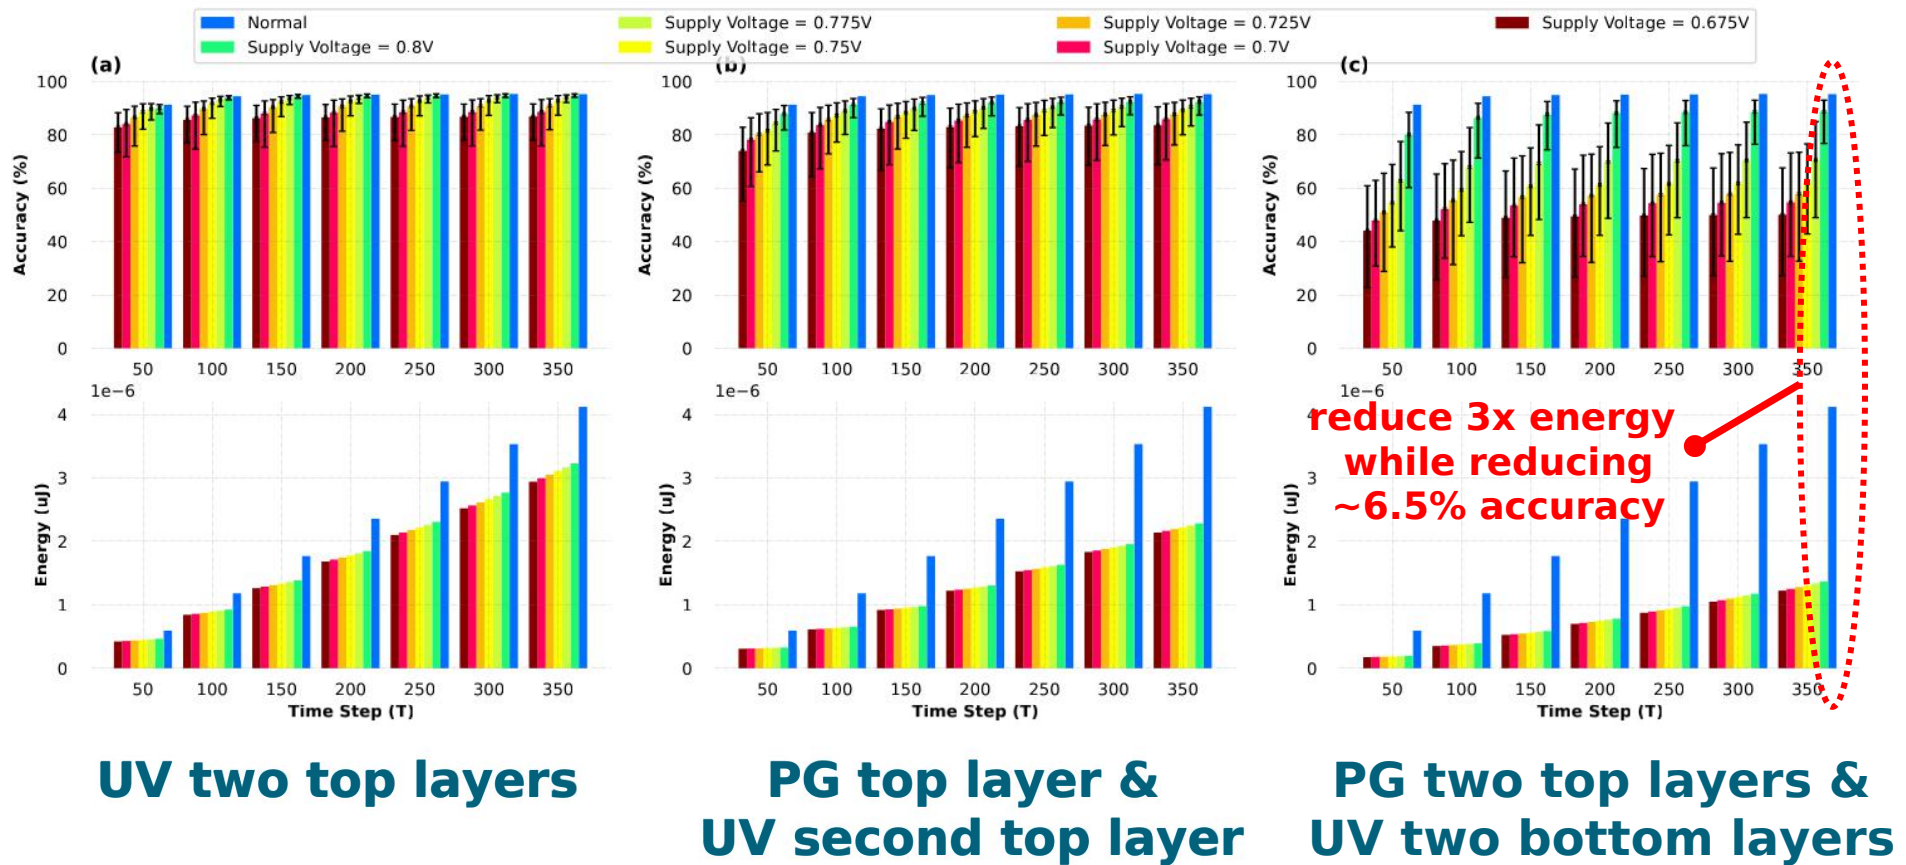 Normal
Supply Voltage = 0.8V
Supply Voltage = 0.775V
Supply Voltage = 0.75V
Supply Voltage = 0.725V
Supply Voltage = 0.7V
Supply Voltage = 0.675V
(a)
100
80
60
40
20
0
Accuracy (%)
50 100 150 200 250 300 350
1e−6
4
3
2
1
0
Energy (uJ)
50 100 150 200 250 300 350
Time Step (T)
UV two top layers
(b)
100
80
60
40
20
0
Accuracy (%)
50 100 150 200 250 300 350
1e−6
4
3
2
1
0
Energy (uJ)
50 100 150 200 250 300 350
Time Step (T)
PG top layer &
UV second top layer
(c)
100
80
60
40
20
0
Accuracy (%)
50 100 150 200 250 300 350
1e−6
reduce 3x energy
while reducing
~6.5% accuracy
4
3
2
1
0
Energy (uJ)
50 100 150 200 250 300 350
Time Step (T)
PG two top layers &
UV two bottom layers